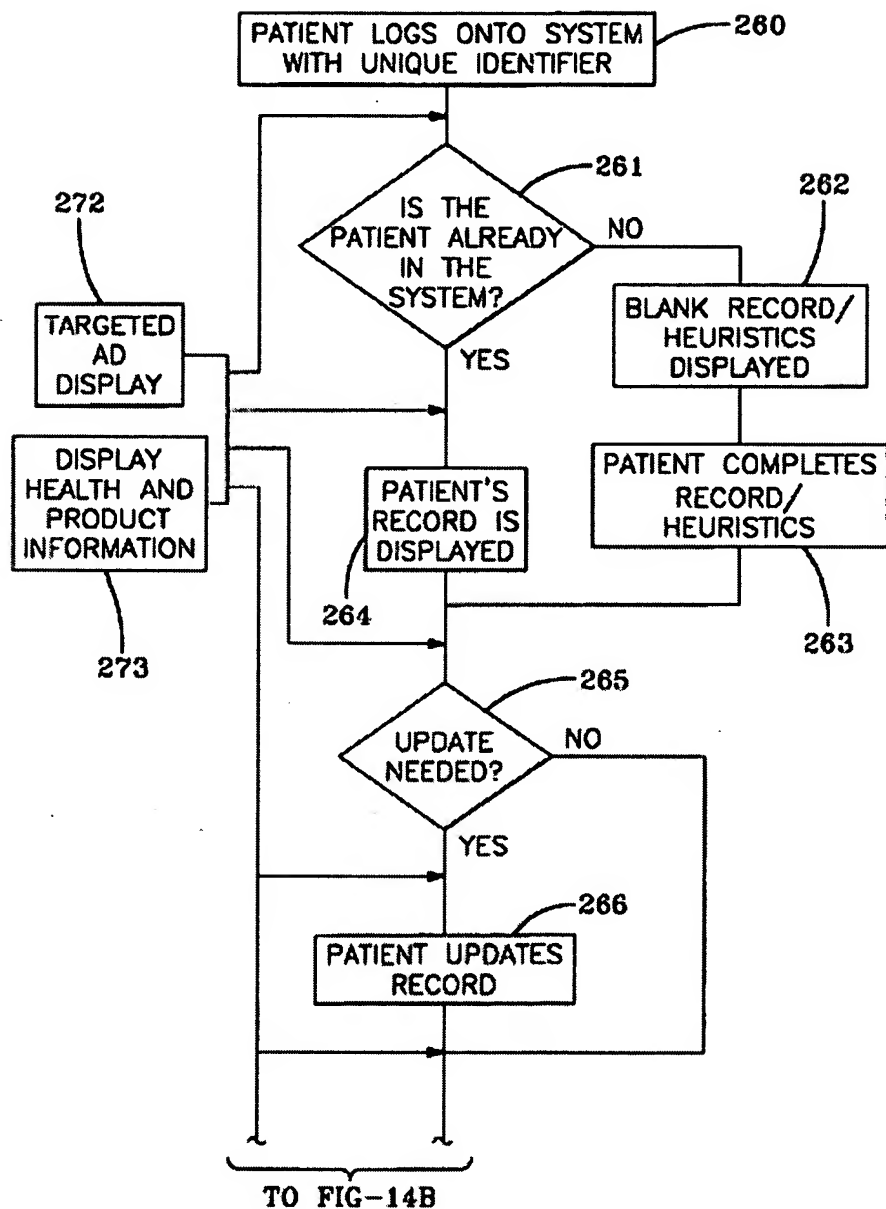 PATIENT LOGS ONTO SYSTEM
WITH UNIQUE IDENTIFIER
260
261
IS THE
PATIENT ALREADY
IN THE
SYSTEM?
NO
YES
262
BLANK RECORD/
HEURISTICS
DISPLAYED
272
TARGETED
AD
DISPLAY
DISPLAY
HEALTH AND
PRODUCT
INFORMATION
273
PATIENT'S
RECORD IS
DISPLAYED
264
PATIENT COMPLETES
RECORD/
HEURISTICS
263
265
UPDATE
NEEDED?
NO
YES
266
PATIENT UPDATES
RECORD
TO FIG-14B